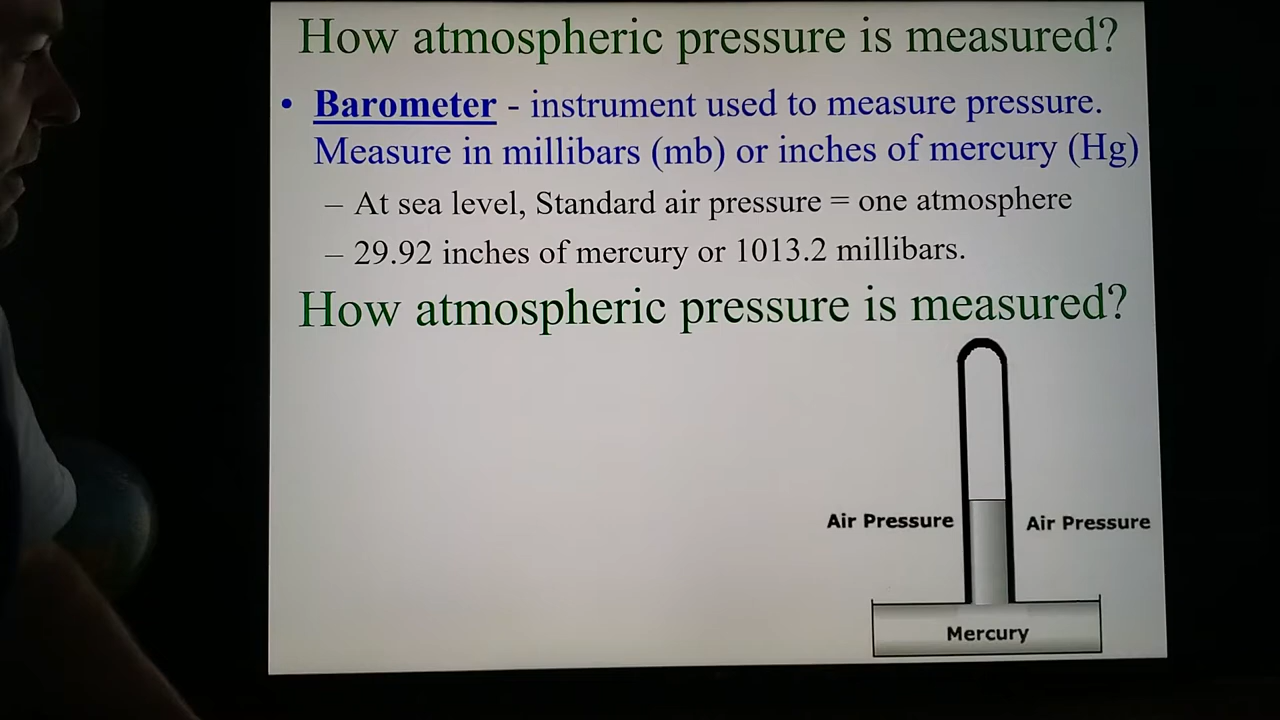 How atmospheric pressure is measured?
• Barometer - instrument used to measure pressure.
Measure in millibars (mb) or inches of mercury (Hg)
– At sea level, Standard air pressure = one atmosphere
– 29.92 inches of mercury or 1013.2 millibars.
How atmospheric pressure is measured?
Air Pressure
Air Pressure
Mercury